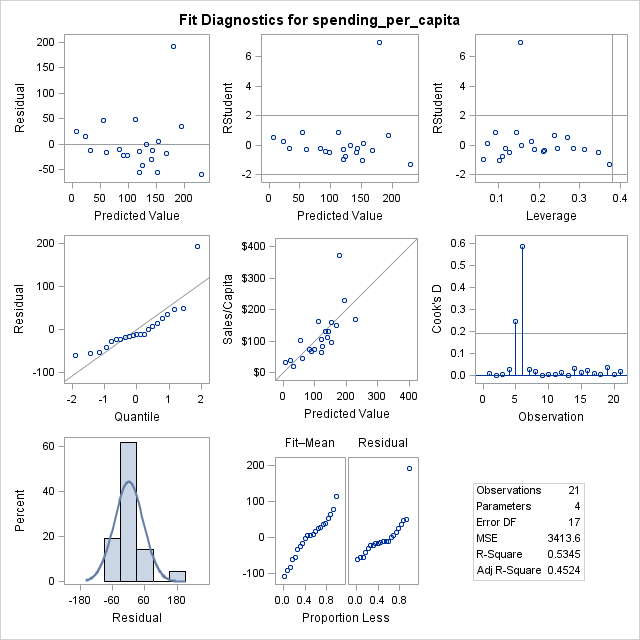 Fit Diagnostics for spending_per_capita
200
150
100
50
0
-50
Residual
0 50 100 150 200
Predicted Value
6
4
2
0
-2
RStudent
0 50 100 150 200
Predicted Value
6
4
2
0
-2
RStudent
0.1 0.2 0.3 0.4
Leverage
200
100
0
-100
Residual
-2 -1 0 1 2
Quantile
$400
$300
$200
$100
$0
Sales/Capita
0 100 200 300 400
Predicted Value
0.6
0.5
0.4
0.3
0.2
0.1
0.0
Cook's D
0 5 10 15 20
Observation
60
40
20
0
Percent
-180 -60 60 180
Residual
Fit–Mean Residual
200
100
0
-100
0.0 0.4 0.8 0.0 0.4 0.8
Proportion Less
Observations 21
Parameters 4
Error DF 17
MSE 3413.6
R-Square 0.5345
Adj R-Square 0.4524